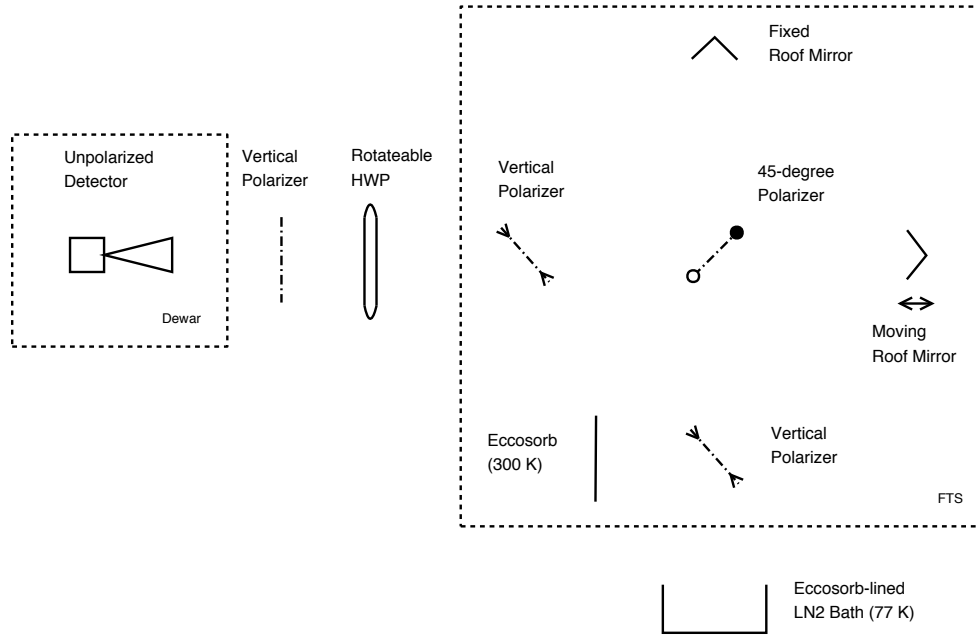 Fixed
Roof Mirror
Unpolarized
Detector
Vertical
Polarizer
Rotateable
HWP
Vertical
Polarizer
45-degree
Polarizer
Dewar
Moving
Roof Mirror
Eccosorb
(300 K)
Vertical
Polarizer
FTS
Eccosorb-lined
LN2 Bath (77 K)